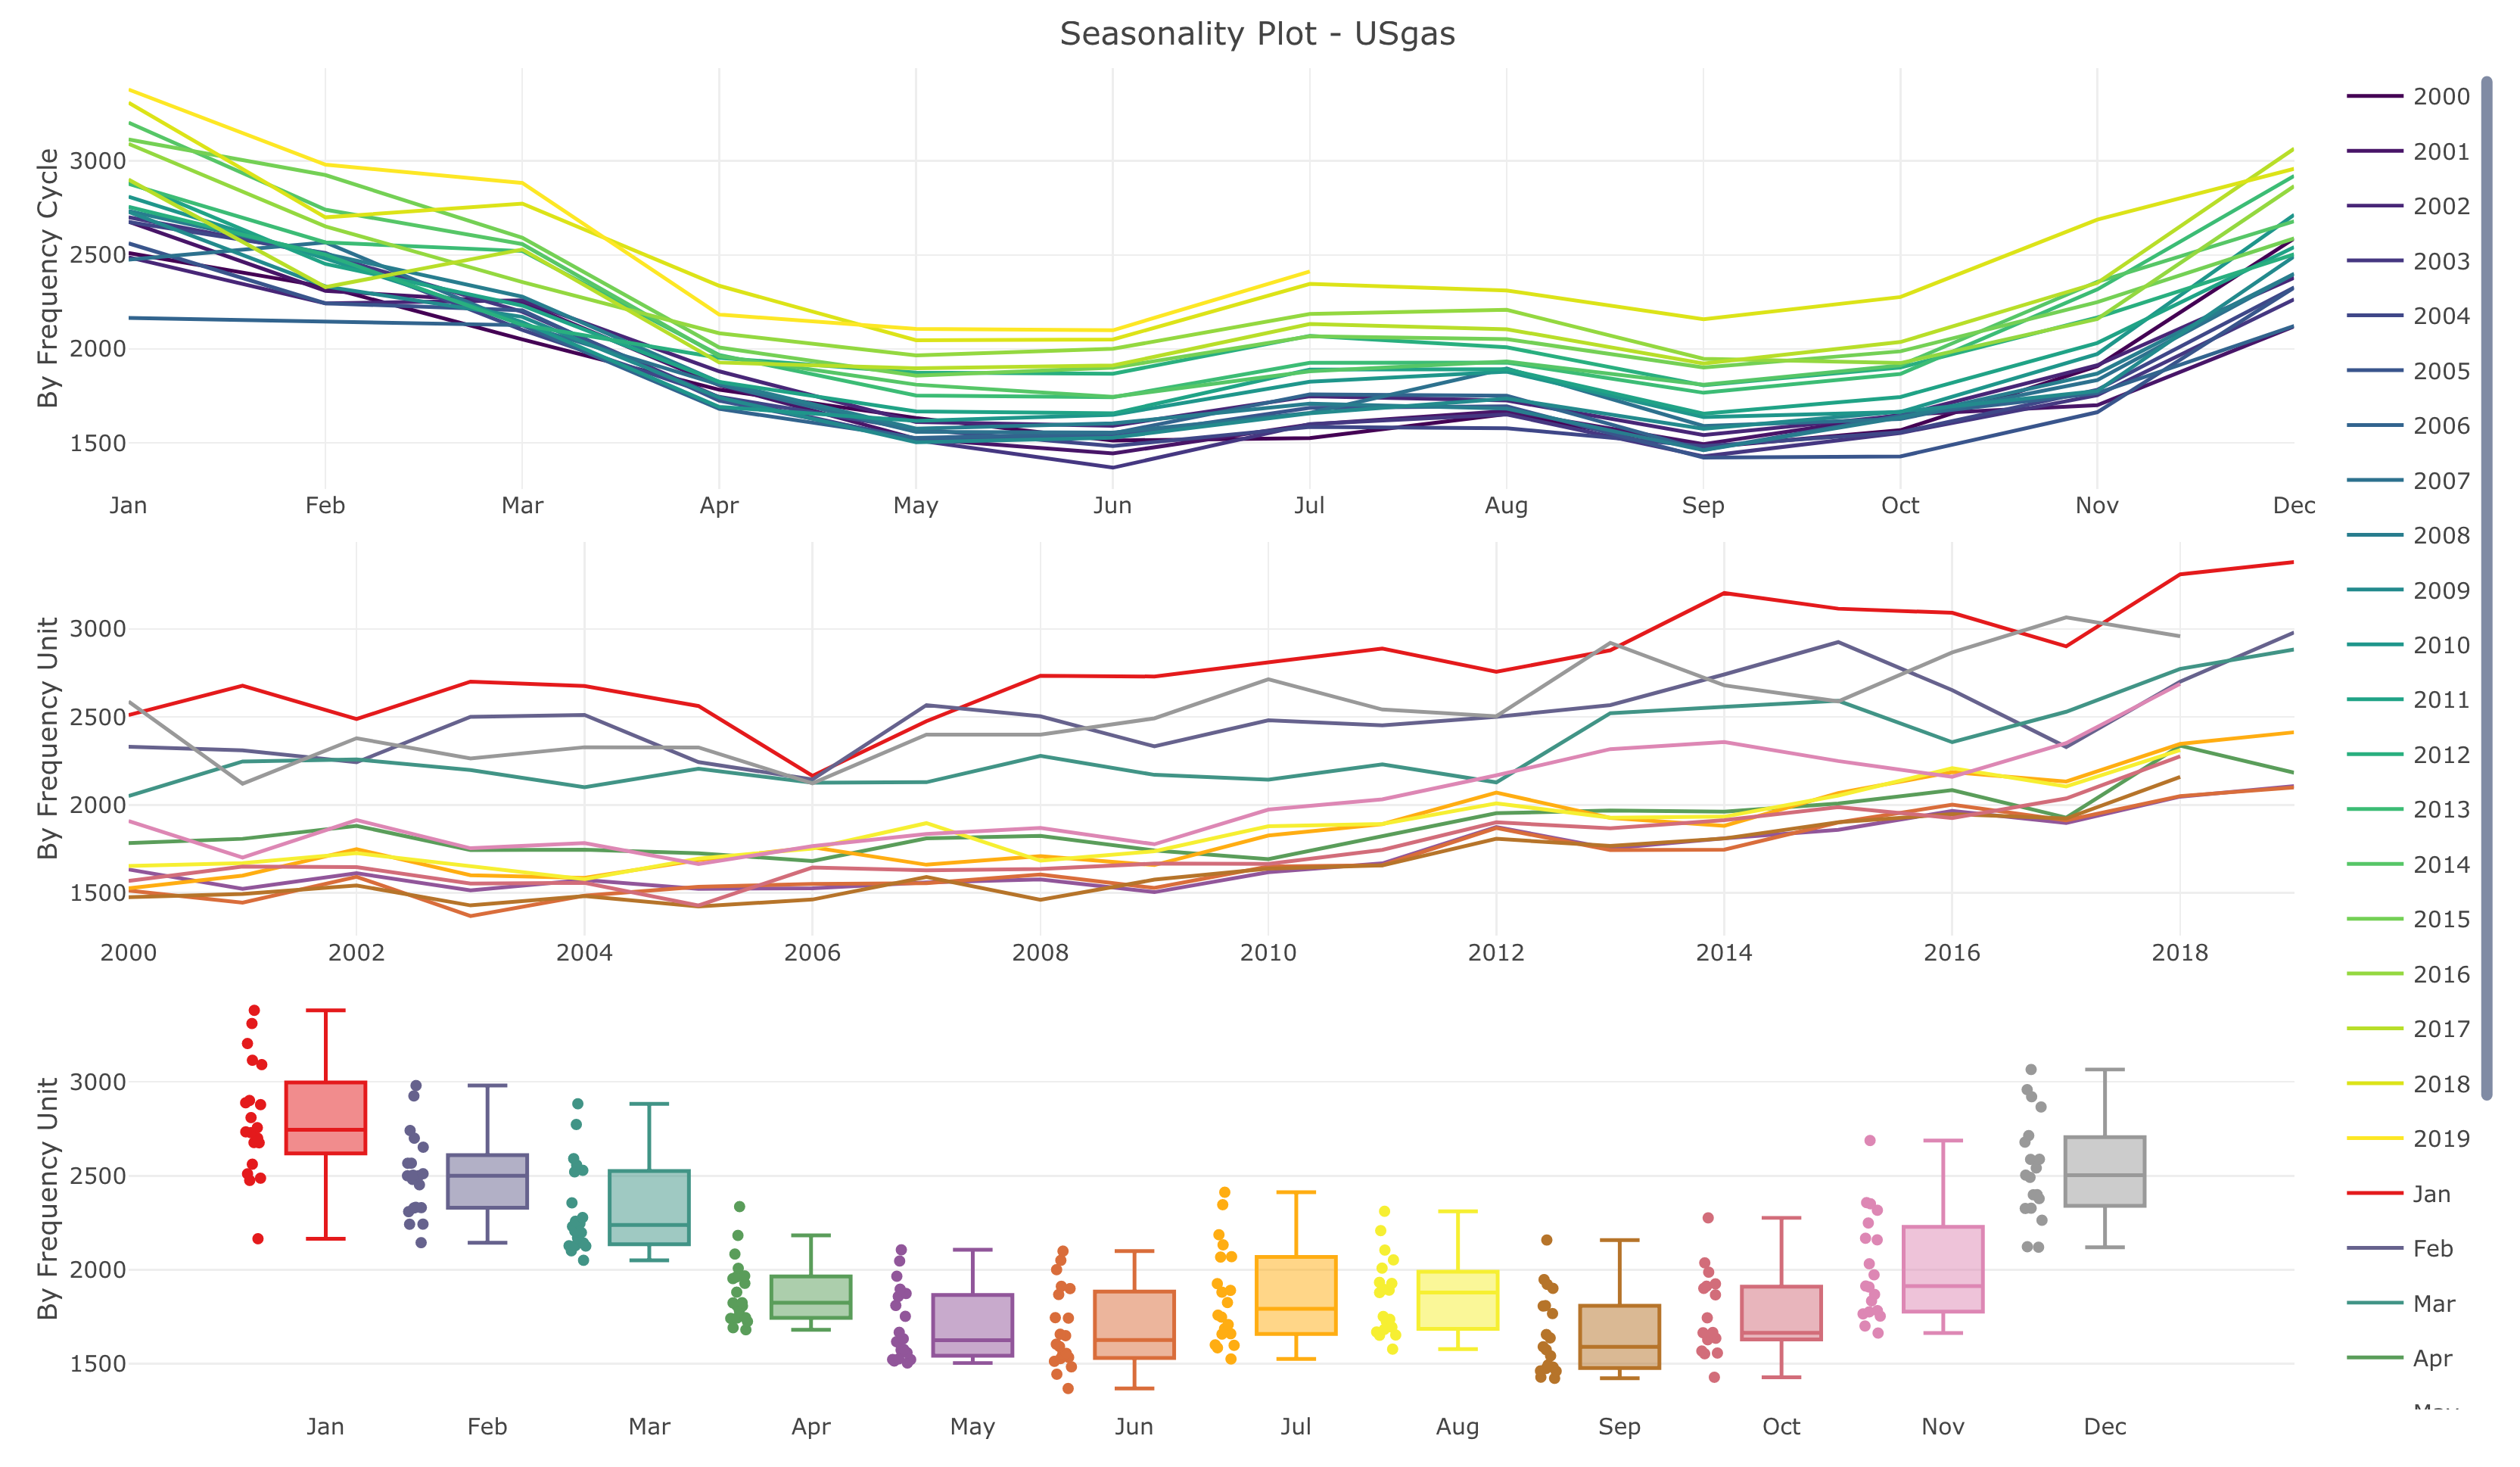 Seasonality Plot - USgas
By Frequency Cycle
3000
2500
2000
1500
Jan Feb Mar Apr May Jun Jul Aug Sep Oct Nov Dec
By Frequency Unit
3000
2500
2000
1500
2000 2002 2004 2006 2008 2010 2012 2014 2016 2018
By Frequency Unit
3000
2500
2000
1500
Jan Feb Mar Apr May Jun Jul Aug Sep Oct Nov Dec
2000
2001
2002
2003
2004
2005
2006
2007
2008
2009
2010
2011
2012
2013
2014
2015
2016
2017
2018
2019
Jan
Feb
Mar
Apr